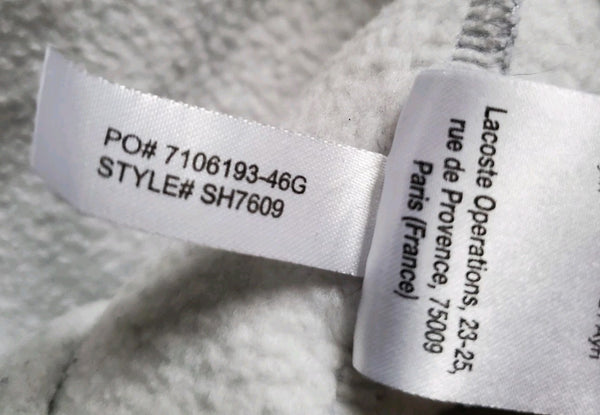 PO# 7106193-46G
STYLE# SH7609
Lacoste Operations, 23-25,
rue de Provence, 75009
Paris (France)